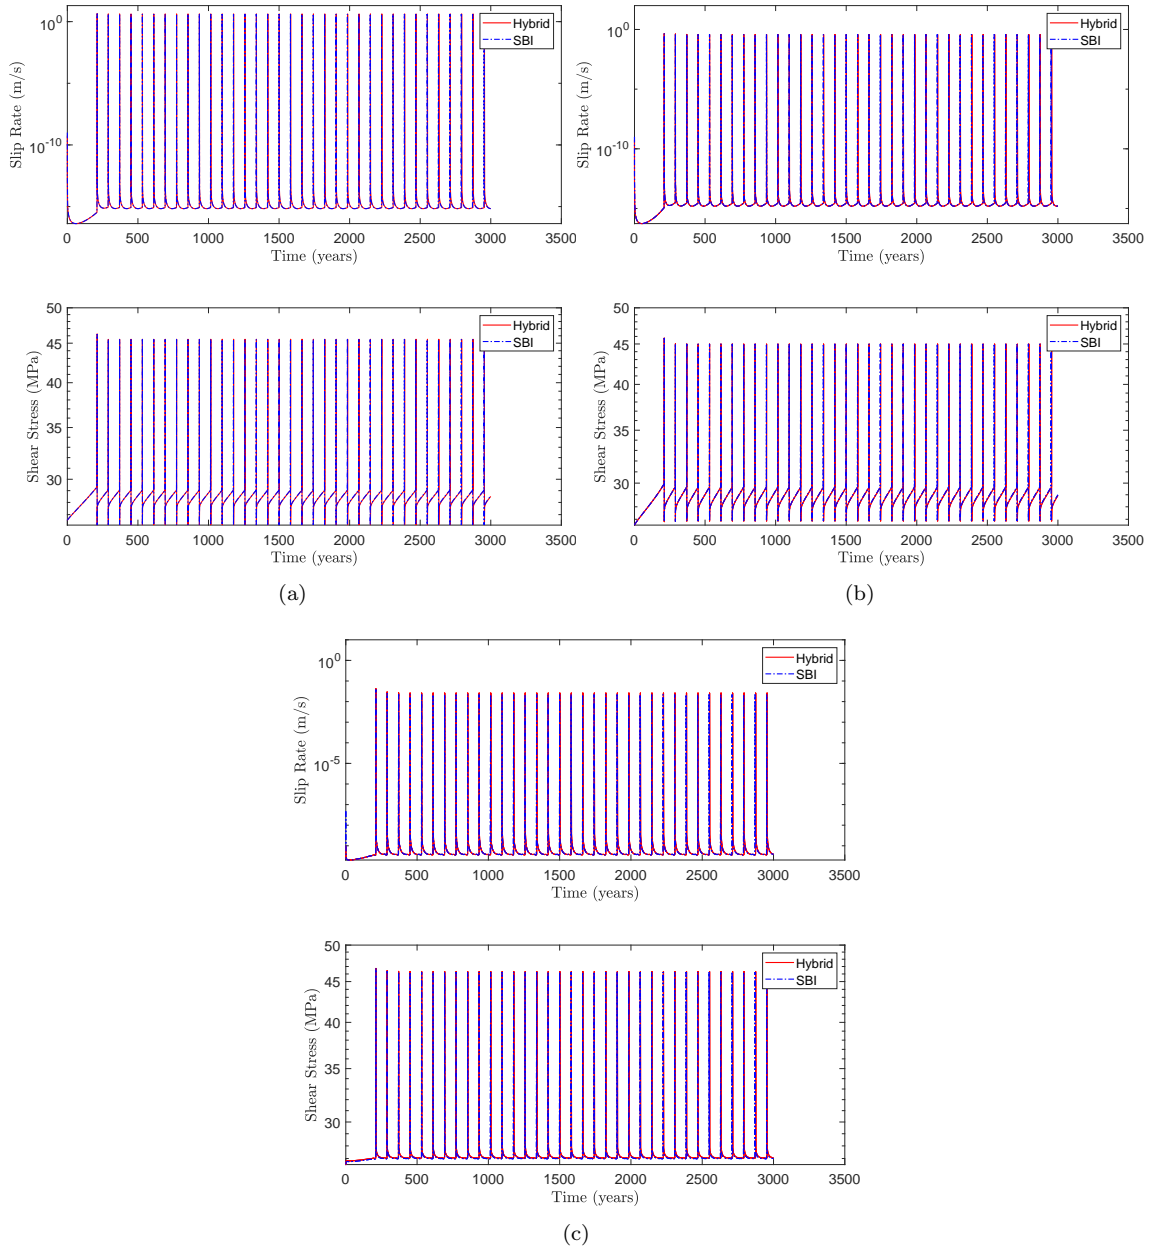 10^0
10^-10
Slip Rate (m/s)
Hybrid
SBI
0 500 1000 1500 2000 2500 3000 3500
Time (years)
10^0
10^-10
Slip Rate (m/s)
Hybrid
SBI
0 500 1000 1500 2000 2500 3000 3500
Time (years)
50
45
40
35
30
Shear Stress (MPa)
Hybrid
SBI
0 500 1000 1500 2000 2500 3000 3500
Time (years)
(a)
50
45
40
35
30
Shear Stress (MPa)
Hybrid
SBI
0 500 1000 1500 2000 2500 3000 3500
Time (years)
(b)
10^0
10^-5
Slip Rate (m/s)
Hybrid
SBI
0 500 1000 1500 2000 2500 3000 3500
Time (years)
50
45
40
35
30
Shear Stress (MPa)
Hybrid
SBI
0 500 1000 1500 2000 2500 3000 3500
Time (years)
(c)